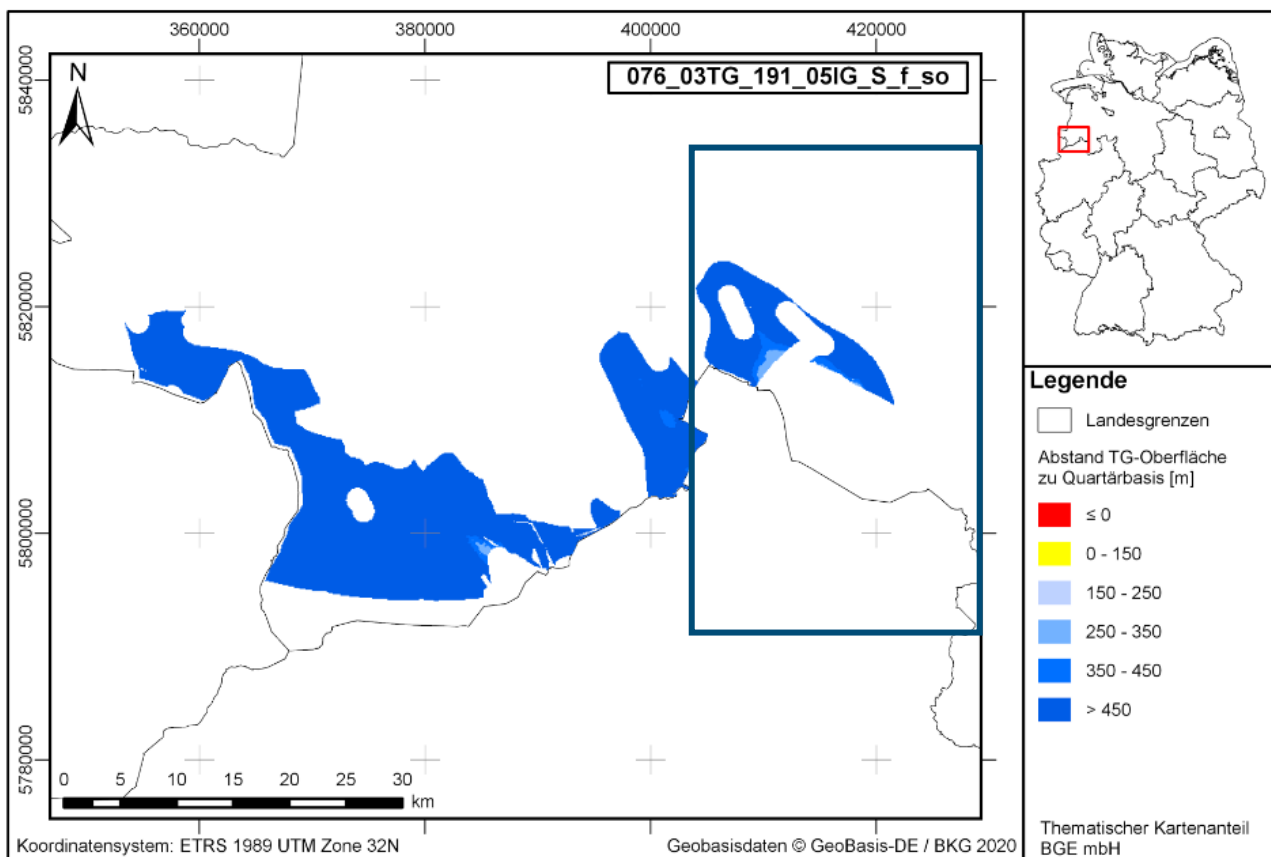 360000 380000 400000 420000
5840000
5820000
5800000
5780000
N
076_03TG_191_05IG_S_f_so
0 5 10 15 20 25 30
km
Koordinatensystem: ETRS 1989 UTM Zone 32N
Geobasisdaten © GeoBasis-DE / BKG 2020
Legende
Landesgrenzen
Abstand TG-Oberfläche
zu Quartärbasis [m]
≤ 0
0 - 150
150 - 250
250 - 350
350 - 450
> 450
Thematischer Kartenanteil
BGE mbH